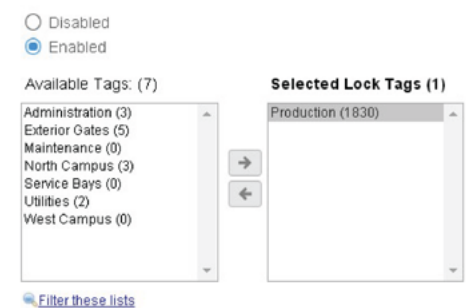 Disabled
Enabled
Available Tags: (7)
Selected Lock Tags (1)
Administration (3)
Exterior Gates (5)
Maintenance (0)
North Campus (3)
Service Bays (0)
Utilities (2)
West Campus (0)
Production (1830)
Filter these lists